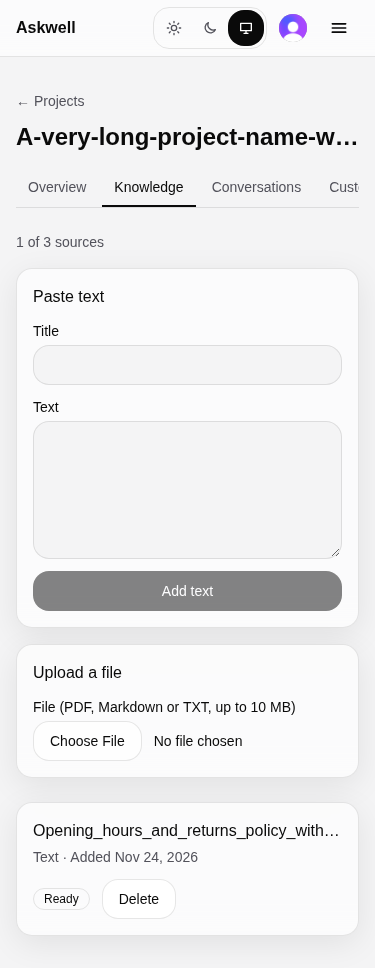 Askwell
← Projects
A-very-long-project-name-w…
Overview Knowledge Conversations Cust
1 of 3 sources
Paste text
Title
Text
Add text
Upload a file
File (PDF, Markdown or TXT, up to 10 MB)
Choose File No file chosen
Opening_hours_and_returns_policy_with…
Text · Added Nov 24, 2026
Ready Delete